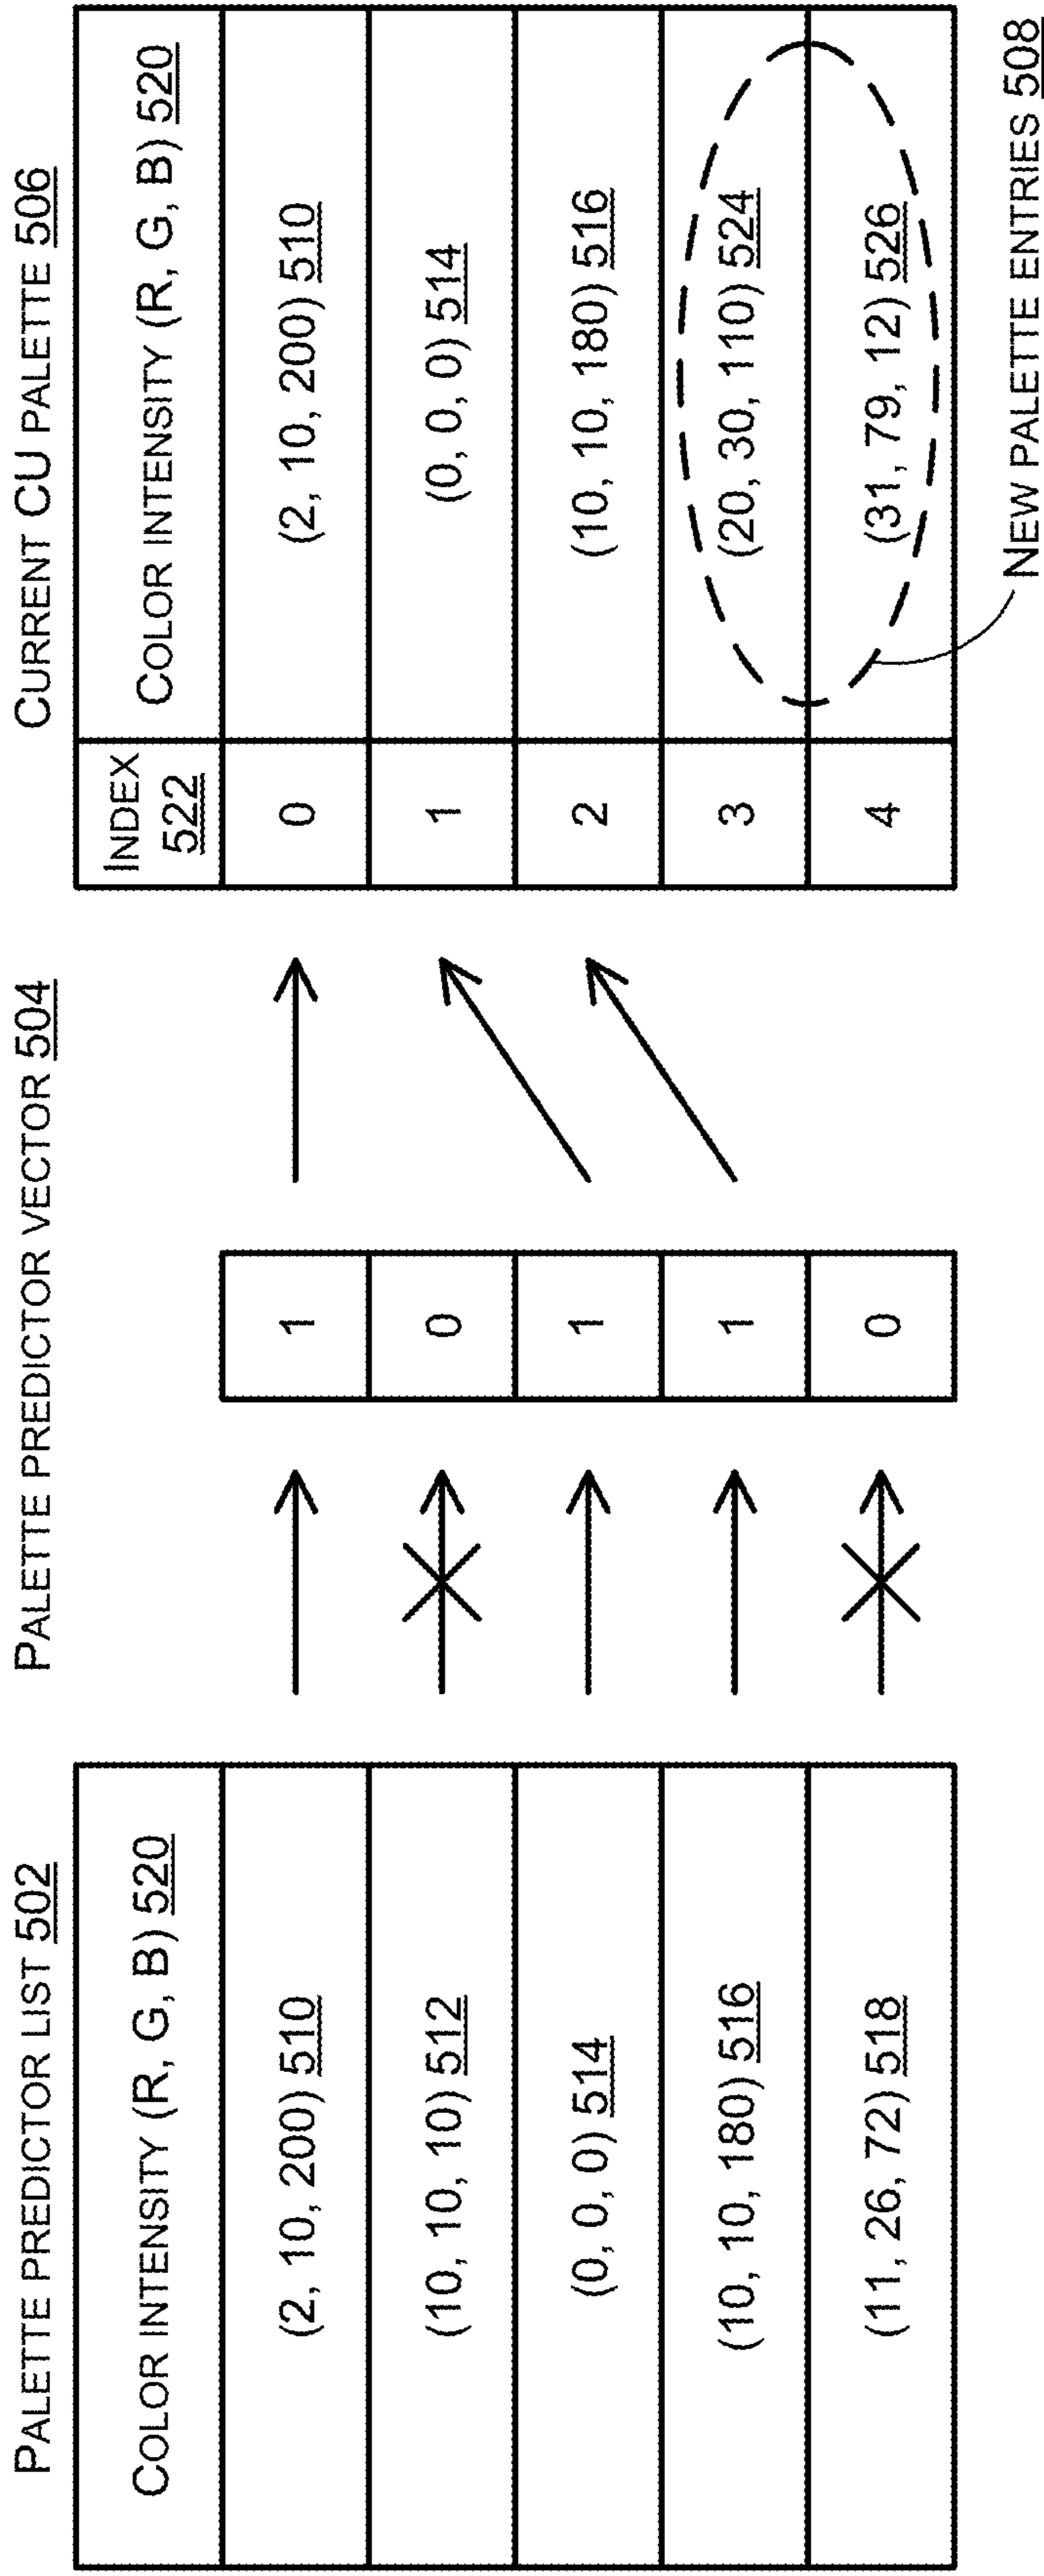 PALETTE PREDICTOR LIST 502
COLOR INTENSITY (R, G, B) 520
(2, 10, 200) 510
(10, 10, 10) 512
(0, 0, 0) 514
(10, 10, 180) 516
(11, 26, 72) 518
PALETTE PREDICTOR VECTOR 504
1
0
1
1
0
CURRENT CU PALETTE 506
INDEX
522
COLOR INTENSITY (R, G, B) 520
0
(2, 10, 200) 510
1
(0, 0, 0) 514
2
(10, 10, 180) 516
3
(20, 30, 110) 524
4
(31, 79, 12) 526
NEW PALETTE ENTRIES 508